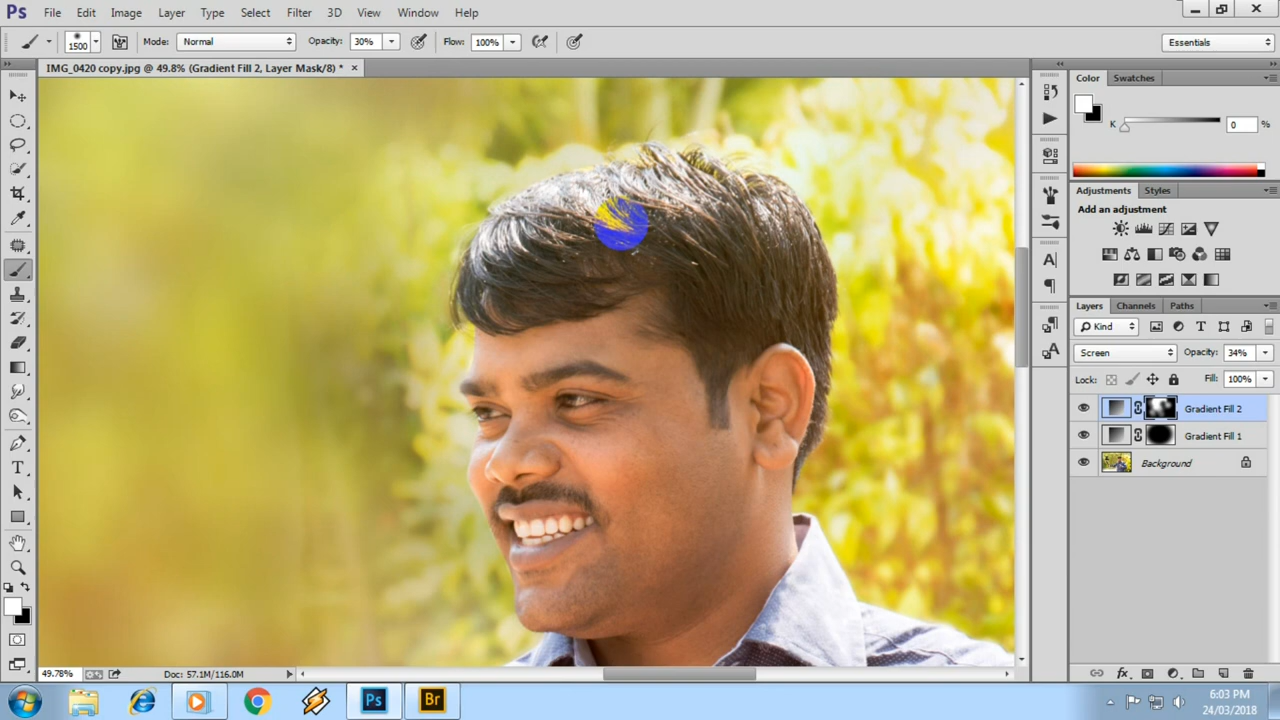 Ps File Edit Image Layer Type Select Filter 3D View Window Help
1500 Mode: Normal Opacity: 30% Flow: 100% Essentials
IMG_0420 copy.jpg @ 49.8% (Gradient Fill 2, Layer Mask/8) *
Color Swatches
K 0 %
Adjustments Styles
Add an adjustment
Layers Channels Paths
Kind
Screen Opacity: 34%
Lock: Fill: 100%
Gradient Fill 2
Gradient Fill 1
Background
49.78% Doc: 57.1M/116.0M
Ps Br
6:03 PM
24/03/2018